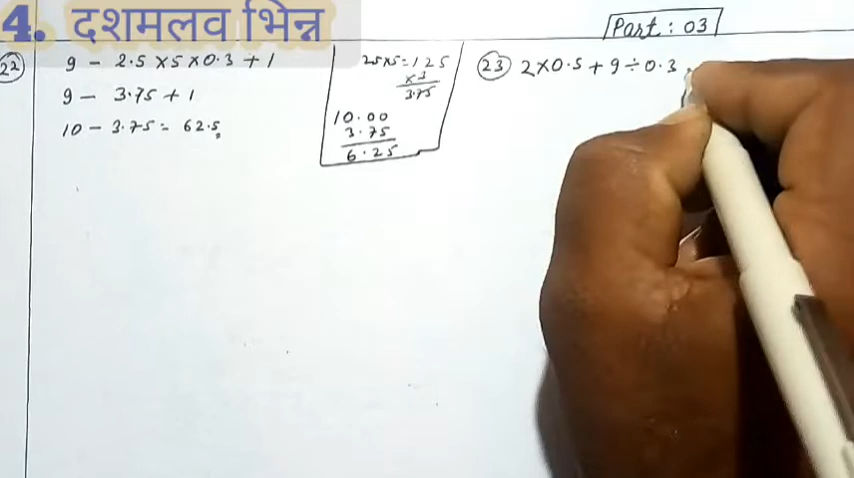 4. दशमलव भिन्न
Part : 03
22 9 - 2.5 × 5 × 0.3 + 1
9 - 3.75 + 1
10 - 3.75 = 62.5
25×5 = 125
×3
3.75
10.00
3.75
6.25
23 2×0.5 + 9 ÷ 0.3